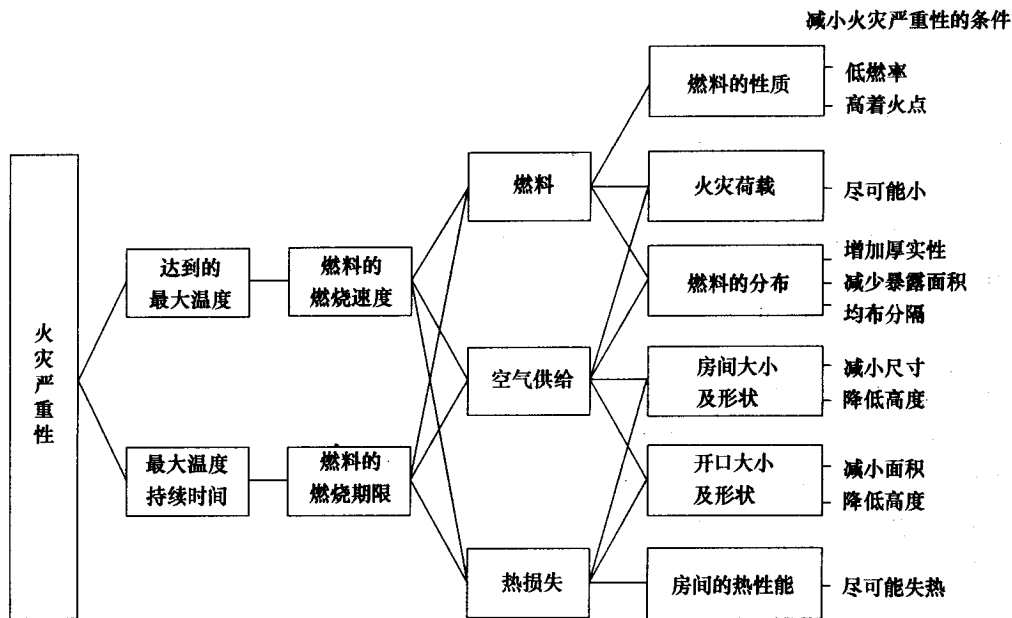 减小火灾严重性的条件
燃料的性质
低燃率
高着火点
燃料
火灾荷载
尽可能小
达到的
最大温度
燃料的
燃烧速度
燃料的分布
增加厚实性
减少暴露面积
均布分隔
火灾严重性
空气供给
房间大小
及形状
减小尺寸
降低高度
最大温度
持续时间
燃料的
燃烧期限
开口大小
及形状
减小面积
降低高度
热损失
房间的热性能
尽可能失热